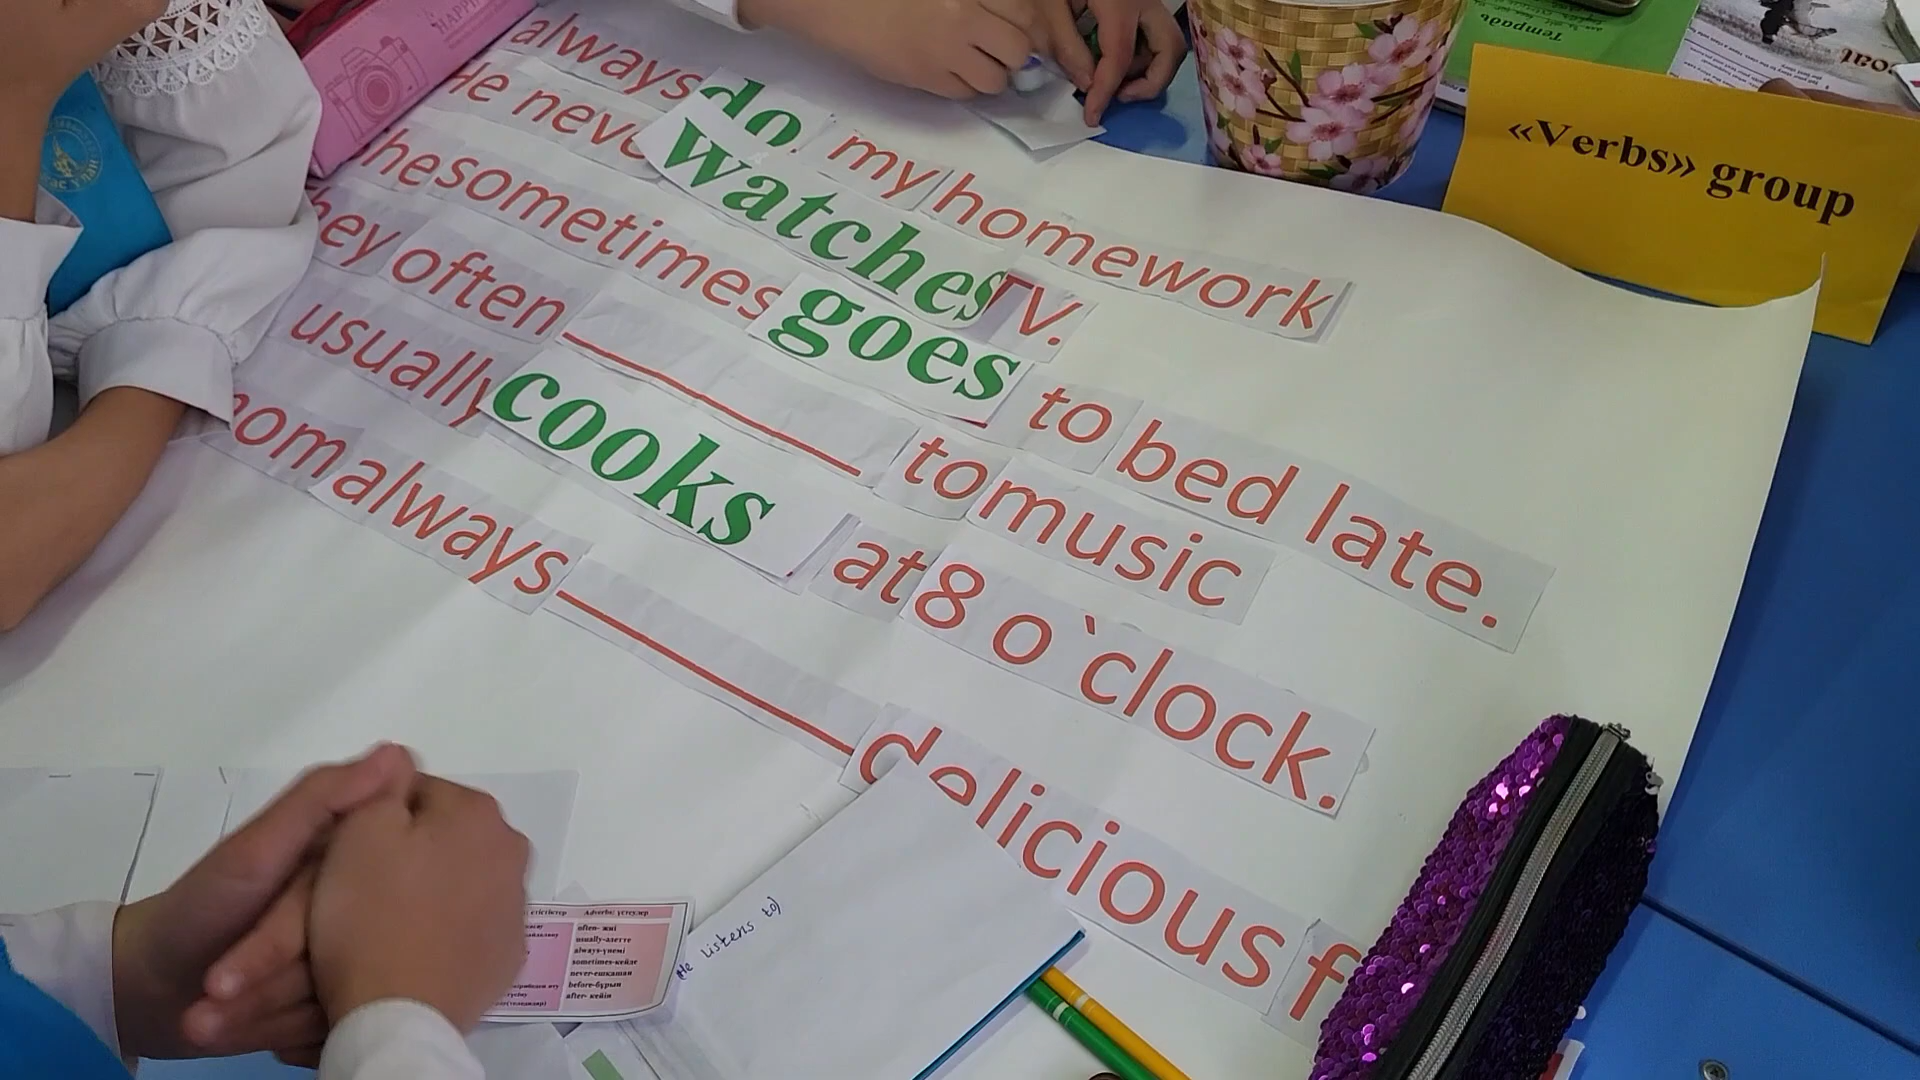 always do my homework
He never watches TV.
she sometimes goes to bed late.
hey often ______ to music
usually cooks at 8 o`clock.
mom always ______ delicious f
«Verbs» group
He listens to)
Adverbs: үстеулер
often- жиі
usually-әдетте
always-үнемі
sometimes-кейде
never-ешқашан
before-бұрын
after- кейін
Тетрадь